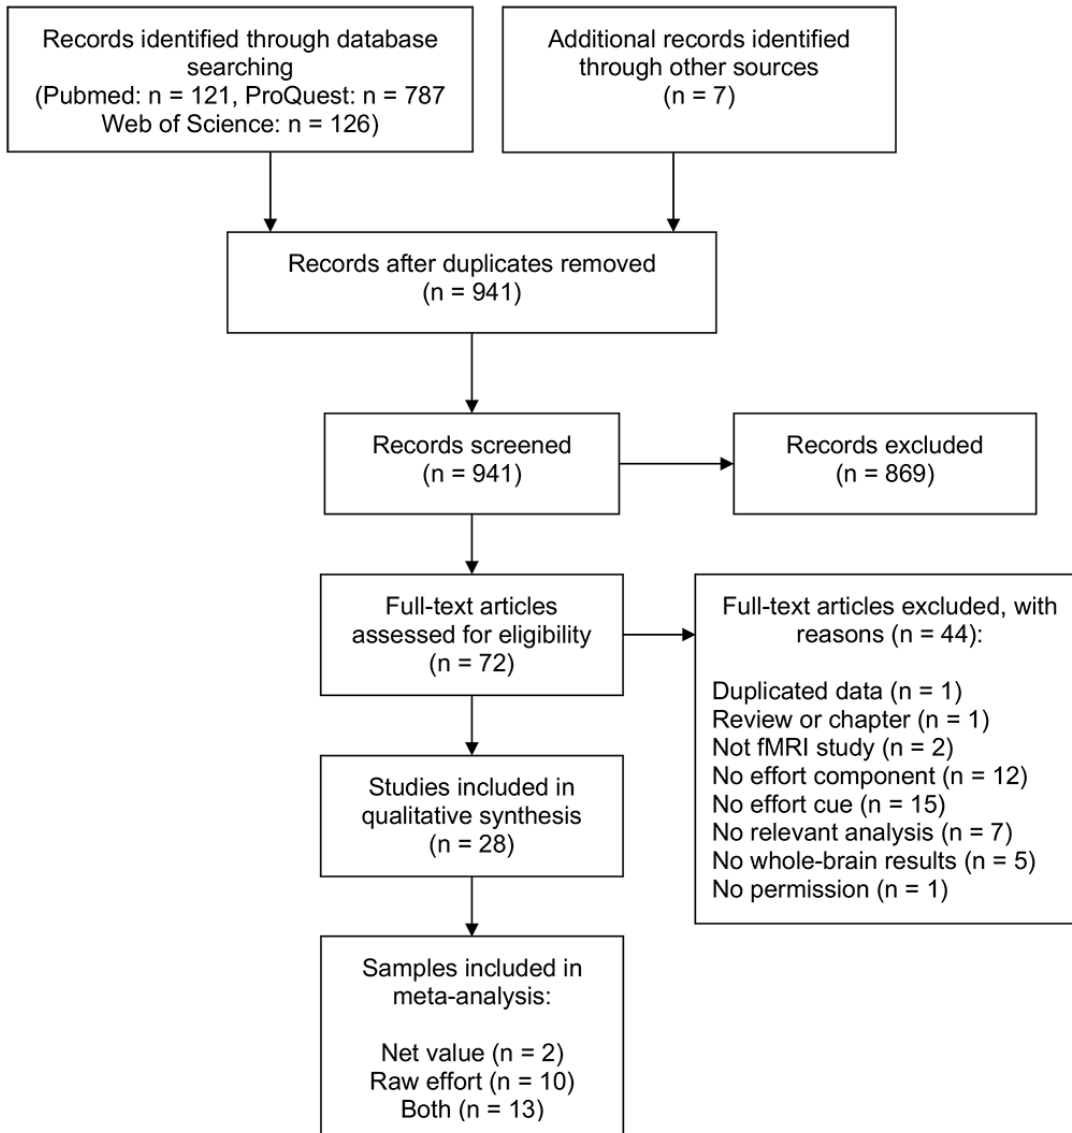 Records identified through database
searching
(Pubmed: n = 121, ProQuest: n = 787
Web of Science: n = 126)
Additional records identified
through other sources
(n = 7)
Records after duplicates removed
(n = 941)
Records screened
(n = 941)
Records excluded
(n = 869)
Full-text articles
assessed for eligibility
(n = 72)
Full-text articles excluded, with
reasons (n = 44):
Duplicated data (n = 1)
Review or chapter (n = 1)
Not fMRI study (n = 2)
No effort component (n = 12)
No effort cue (n = 15)
No relevant analysis (n = 7)
No whole-brain results (n = 5)
No permission (n = 1)
Studies included in
qualitative synthesis
(n = 28)
Samples included in
meta-analysis:
Net value (n = 2)
Raw effort (n = 10)
Both (n = 13)